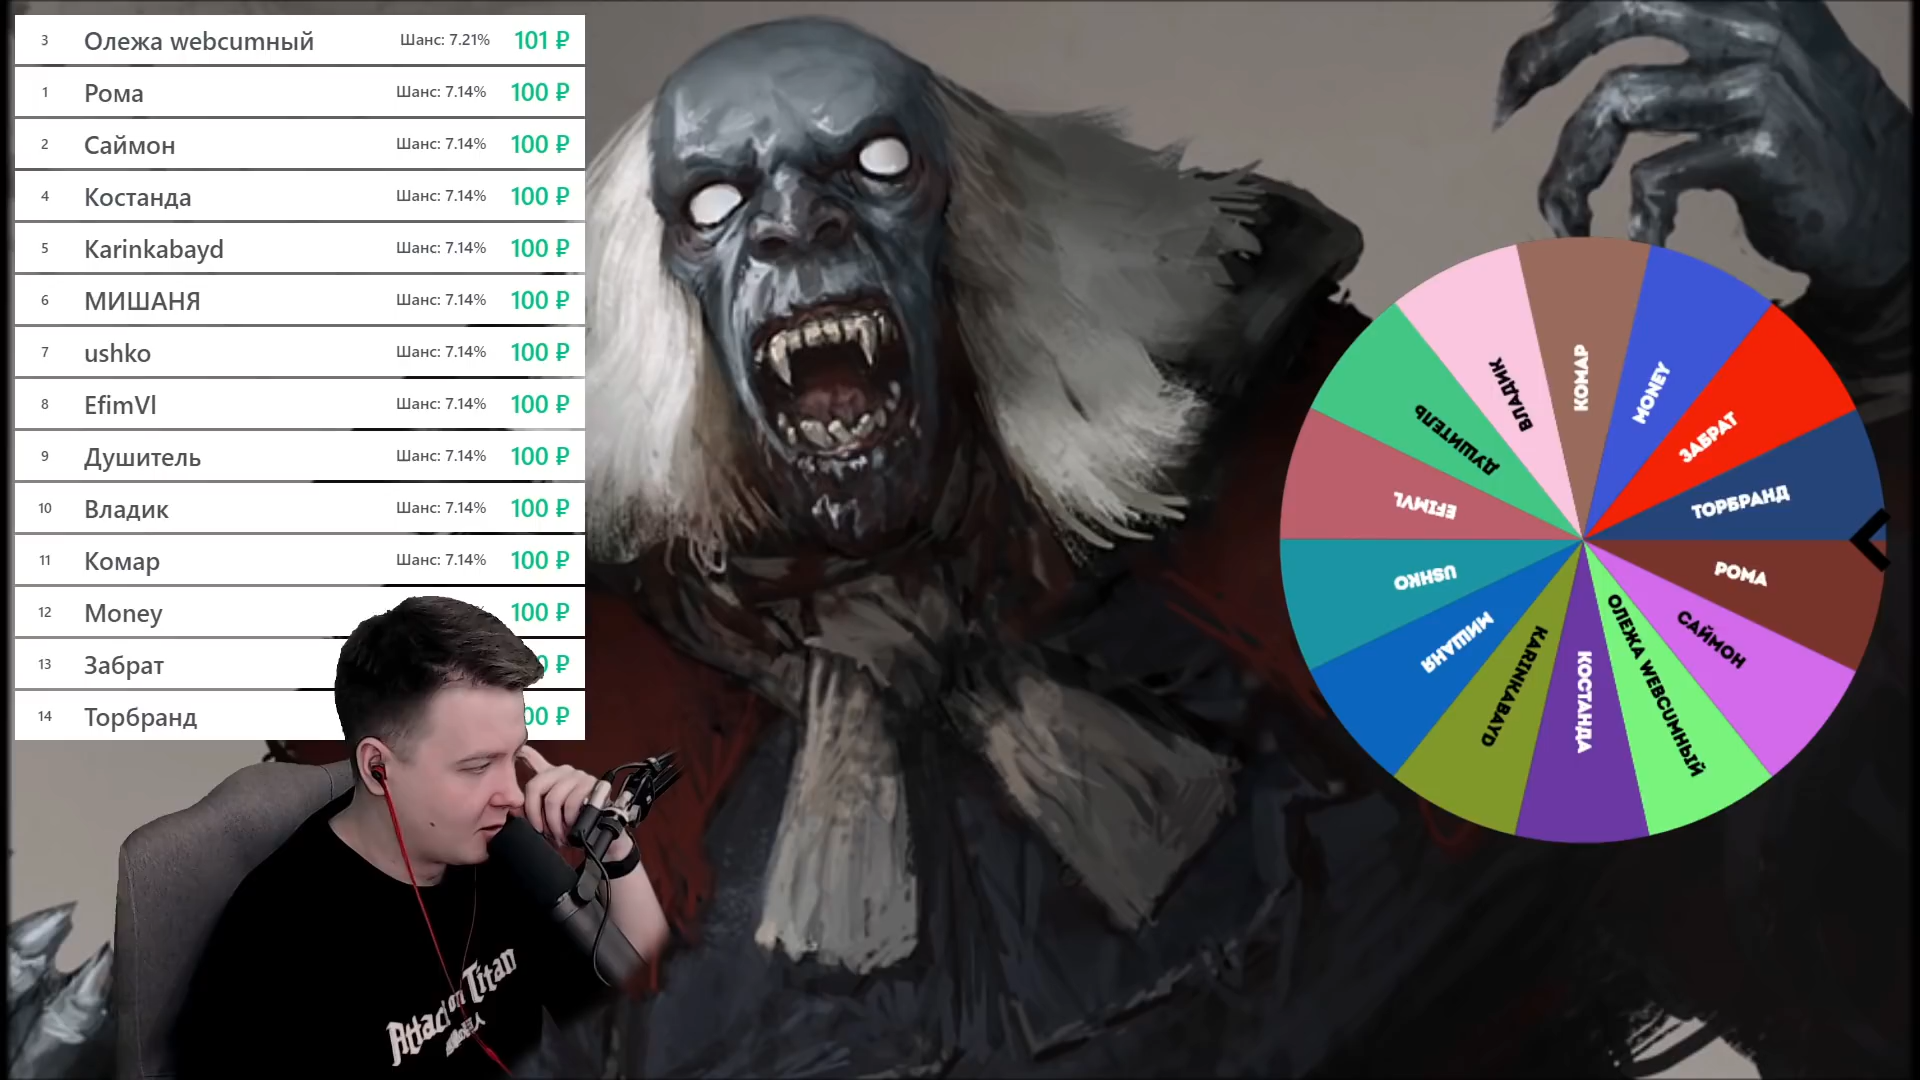 3 Олежа webcumный Шанс: 7.21% 101 ₽
1 Рома Шанс: 7.14% 100 ₽
2 Саймон Шанс: 7.14% 100 ₽
4 Костанда Шанс: 7.14% 100 ₽
5 Karinkabayd Шанс: 7.14% 100 ₽
6 МИШАНЯ Шанс: 7.14% 100 ₽
7 ushko Шанс: 7.14% 100 ₽
8 EfimVl Шанс: 7.14% 100 ₽
9 Душитель Шанс: 7.14% 100 ₽
10 Владик Шанс: 7.14% 100 ₽
11 Комар Шанс: 7.14% 100 ₽
12 Money 100 ₽
13 Забрат ₽
14 Торбранд ₽
КОМАР
MONEY
ЗАБРАТ
ТОРБРАНД
РОМА
САЙМОН
ОЛЕЖА WEBCUMНЫЙ
КОСТАНДА
KARINKABAYD
МИШАНЯ
USHKO
EFIMVL
ДУШИТЕЛЬ
ВЛАДИК
Attack on Titan